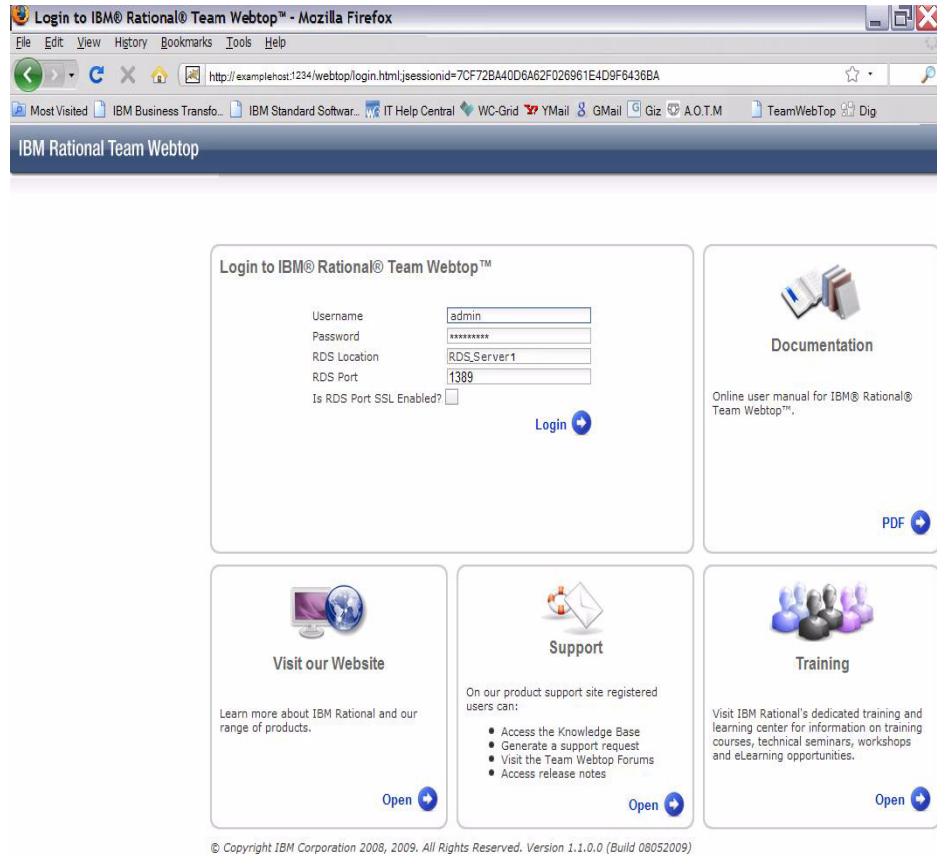 Login to IBM® Rational® Team Webtop™ - Mozilla Firefox
File Edit View History Bookmarks Tools Help
http://examplehost:1234/webtop/login.html;jsessionid=7CF72BA40D6A62F026961E4D9F6436BA
Most Visited IBM Business Transfo... IBM Standard Softwar... IT Help Central WC-Grid YMail GMail Giz A.O.T.M TeamWebTop Dig
IBM Rational Team Webtop
Login to IBM® Rational® Team Webtop™
Username admin
Password *********
RDS Location RDS_Server1
RDS Port 1389
Is RDS Port SSL Enabled?
Login
Documentation
Online user manual for IBM® Rational®
Team Webtop™.
PDF
Visit our Website
Learn more about IBM Rational and our
range of products.
Open
Support
On our product support site registered
users can:
Access the Knowledge Base
Generate a support request
Visit the Team Webtop Forums
Access release notes
Open
Training
Visit IBM Rational's dedicated training and
learning center for information on training
courses, technical seminars, workshops
and eLearning opportunities.
Open
© Copyright IBM Corporation 2008, 2009. All Rights Reserved. Version 1.1.0.0 (Build 08052009)